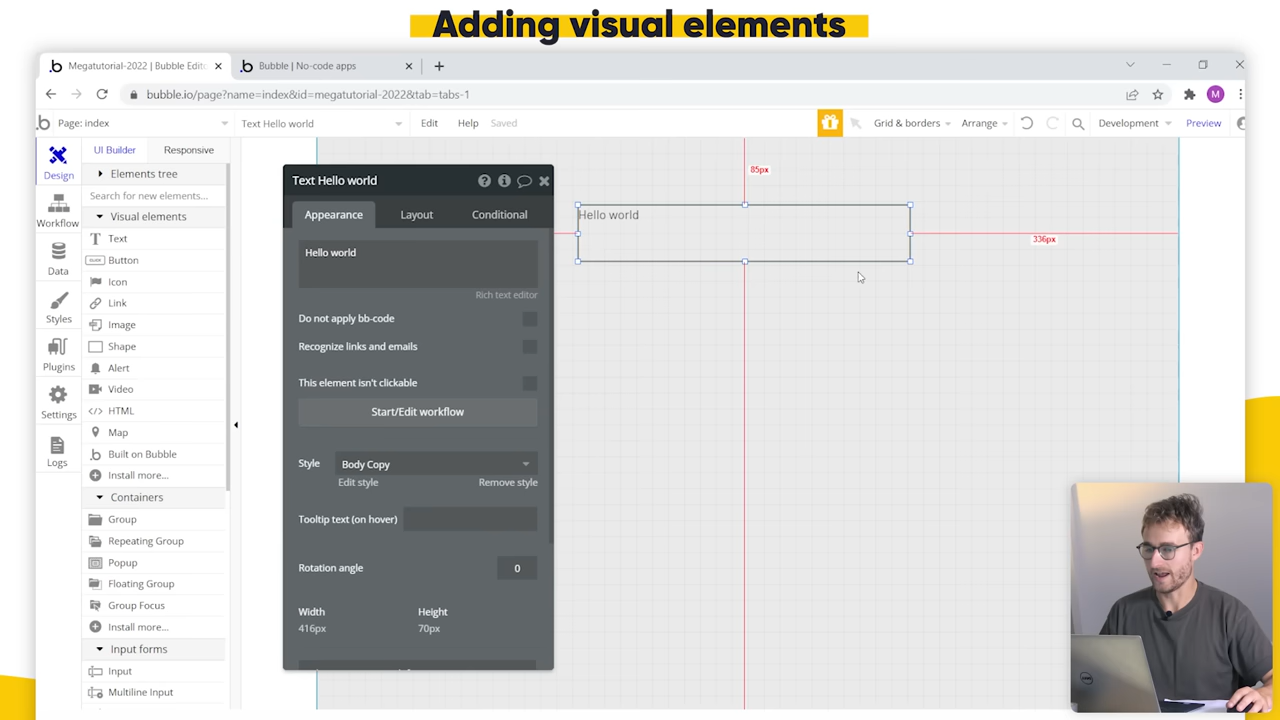 Adding visual elements
Megatutorial-2022 | Bubble Edito
Bubble | No-code apps
bubble.io/page?name=index&id=megatutorial-2022&tab=tabs-1
M
Page: index
Text Hello world
Edit
Help
Saved
Grid & borders
Arrange
Development
Preview
Design
Workflow
Data
Styles
Plugins
Settings
Logs
UI Builder
Responsive
Elements tree
Search for new elements...
Visual elements
Text
Button
Icon
Link
Image
Shape
Alert
Video
HTML
Map
Built on Bubble
Install more...
Containers
Group
Repeating Group
Popup
Floating Group
Group Focus
Install more...
Input forms
Input
Multiline Input
Text Hello world
Appearance
Layout
Conditional
Hello world
Rich text editor
Do not apply bb-code
Recognize links and emails
This element isn't clickable
Start/Edit workflow
Style
Body Copy
Edit style
Remove style
Tooltip text (on hover)
Rotation angle
0
Width
Height
416px
70px
85px
Hello world
336px